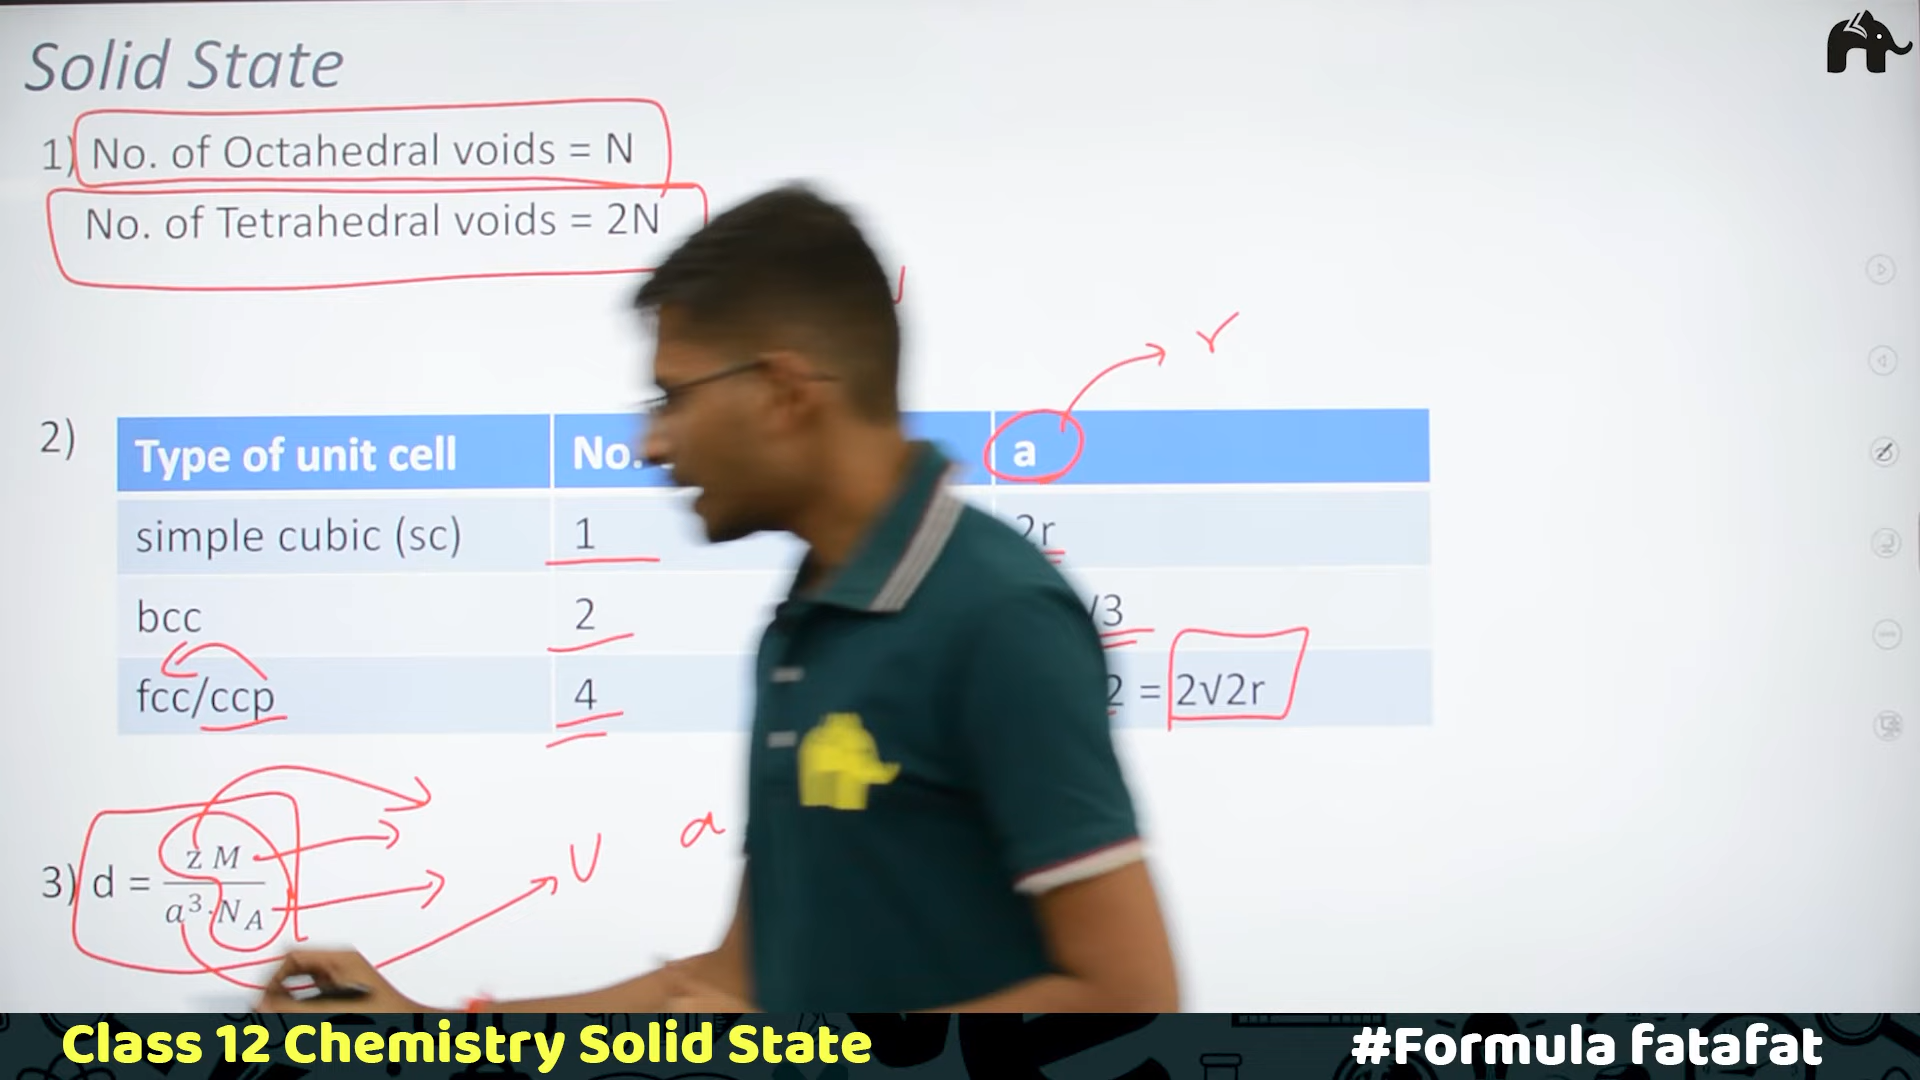 Solid State
1) No. of Octahedral voids = N
No. of Tetrahedral voids = 2N
r
2)
Type of unit cell No. a
simple cubic (sc) 1 2r
bcc 2 √3
fcc/ccp 4 2 = 2√2r
3) d = z M / a³·N_A
V a
Class 12 Chemistry Solid State
#Formula fatafat